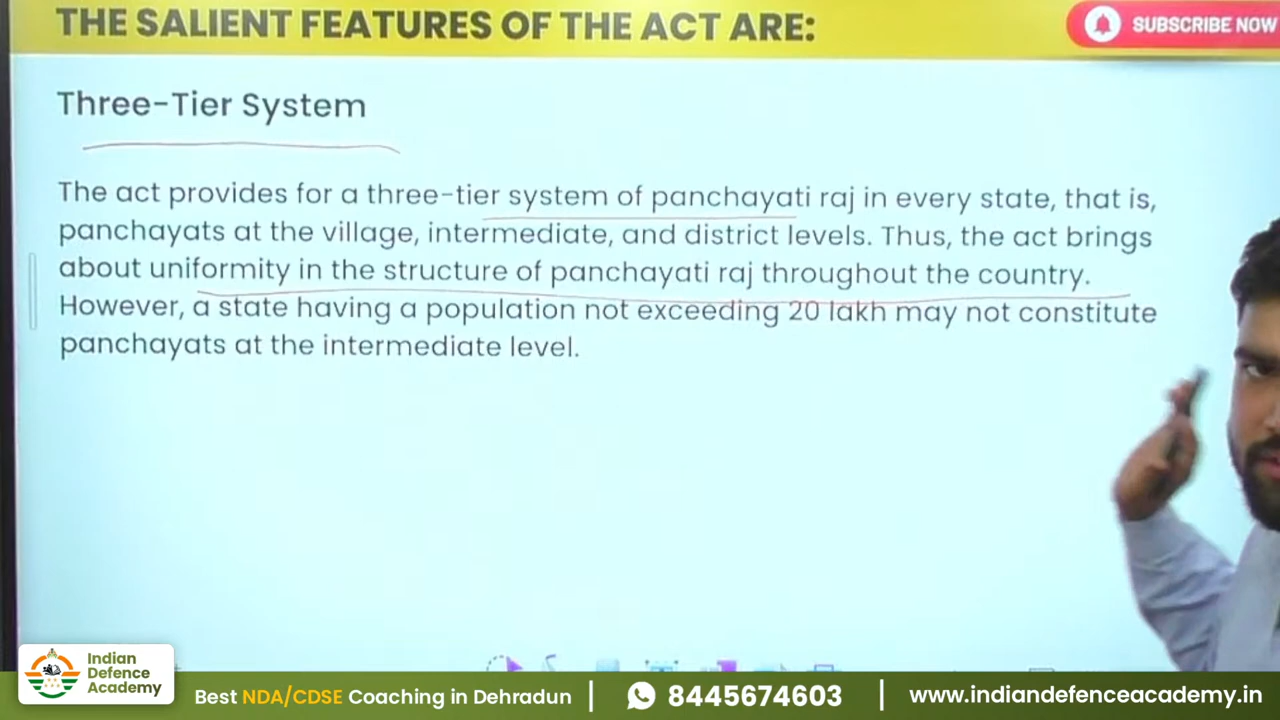 THE SALIENT FEATURES OF THE ACT ARE:
SUBSCRIBE NOW
Three-Tier System
The act provides for a three-tier system of panchayati raj in every state, that is,
panchayats at the village, intermediate, and district levels. Thus, the act brings
about uniformity in the structure of panchayati raj throughout the country.
However, a state having a population not exceeding 20 lakh may not constitute
panchayats at the intermediate level.
Indian
Defence
Academy
Best NDA/CDSE Coaching in Dehradun | 8445674603 | www.indiandefenceacademy.in